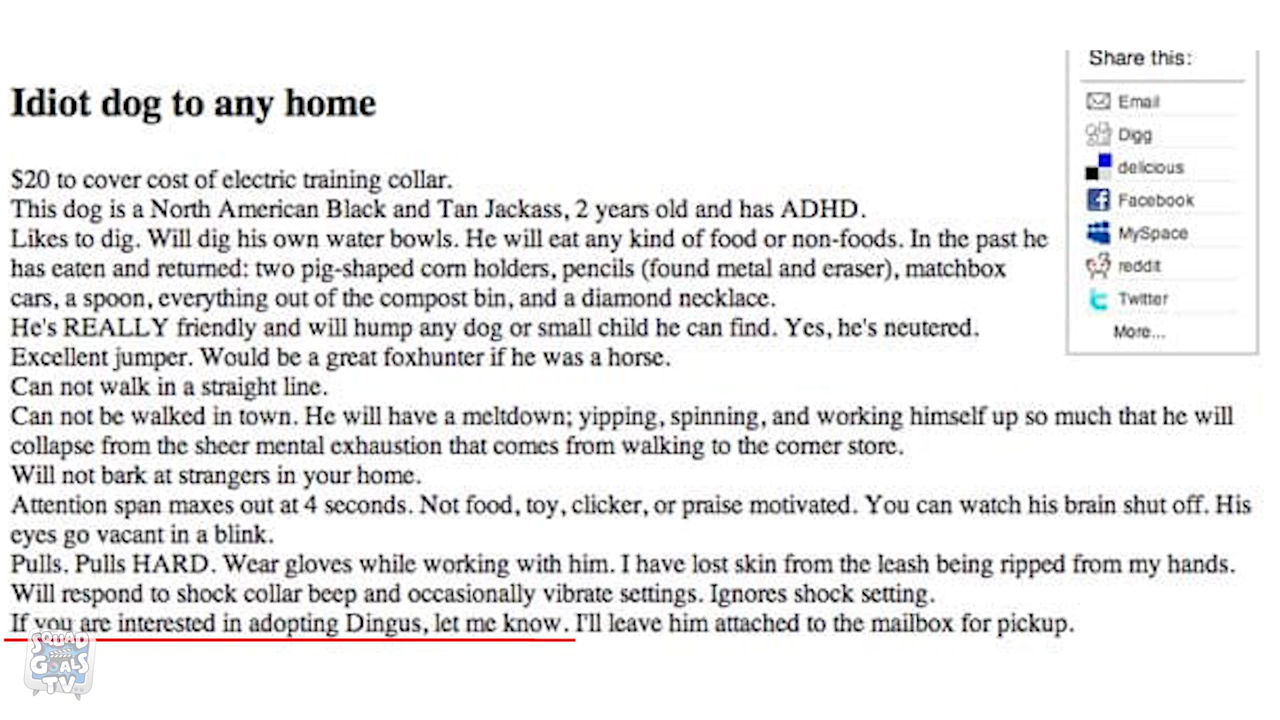 Idiot dog to any home
$20 to cover cost of electric training collar.
This dog is a North American Black and Tan Jackass, 2 years old and has ADHD.
Likes to dig. Will dig his own water bowls. He will eat any kind of food or non-foods. In the past he
has eaten and returned: two pig-shaped corn holders, pencils (found metal and eraser), matchbox
cars, a spoon, everything out of the compost bin, and a diamond necklace.
He's REALLY friendly and will hump any dog or small child he can find. Yes, he's neutered.
Excellent jumper. Would be a great foxhunter if he was a horse.
Can not walk in a straight line.
Can not be walked in town. He will have a meltdown; yipping, spinning, and working himself up so much that he will
collapse from the sheer mental exhaustion that comes from walking to the corner store.
Will not bark at strangers in your home.
Attention span maxes out at 4 seconds. Not food, toy, clicker, or praise motivated. You can watch his brain shut off. His
eyes go vacant in a blink.
Pulls. Pulls HARD. Wear gloves while working with him. I have lost skin from the leash being ripped from my hands.
Will respond to shock collar beep and occasionally vibrate settings. Ignores shock setting.
If you are interested in adopting Dingus, let me know. I'll leave him attached to the mailbox for pickup.
Share this:
Email
Digg
delicious
Facebook
MySpace
reddit
Twitter
More...
SQUAD
GOALS
TV